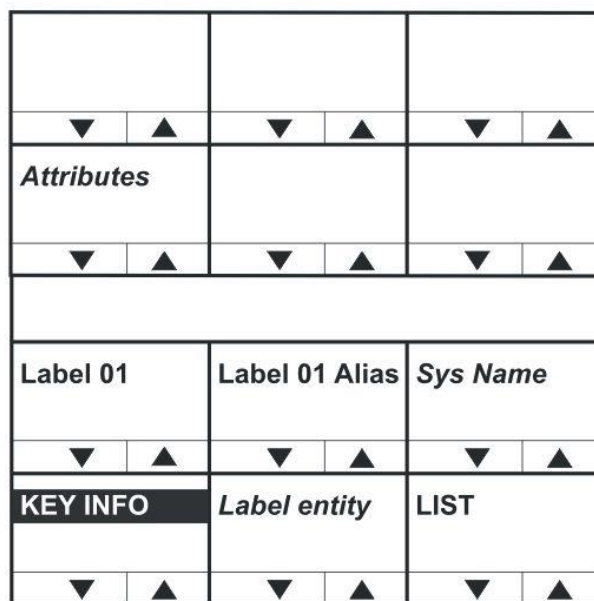 Attributes
Label 01
Label 01 Alias
Sys Name
KEY INFO
Label entity
LIST